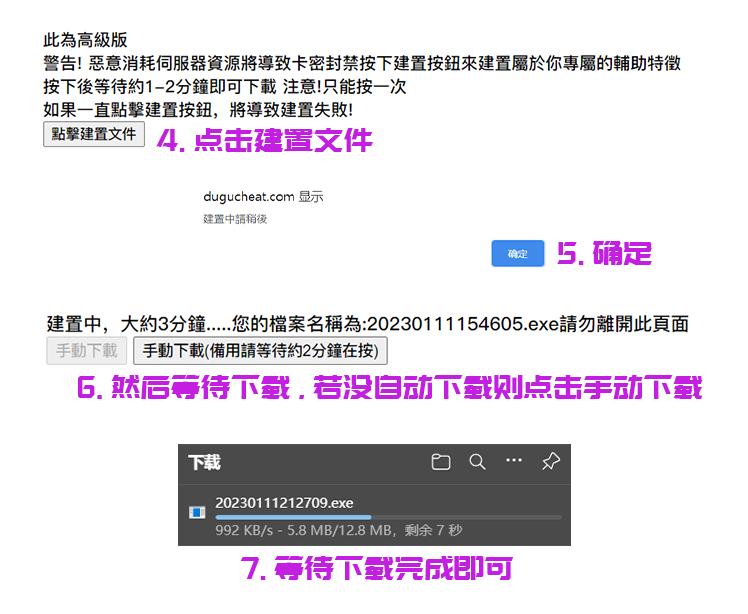 此為高級版
警告! 惡意消耗伺服器資源將導致卡密封禁按下建置按鈕來建置屬於你專屬的輔助特徵
按下後等待約1-2分鐘即可下載 注意!只能按一次
如果一直點擊建置按鈕，將導致建置失敗!
點擊建置文件 4.点击建置文件
dugucheat.com 显示
建置中請稍後
确定 5.确定
建置中，大約3分鐘.....您的檔案名稱為:20230111154605.exe請勿離開此頁面
手動下載 手動下載(備用請等待約2分鐘在按)
6.然后等待下载,若没自动下载则点击手动下载
下载
20230111212709.exe
992 KB/s - 5.8 MB/12.8 MB，剩余 7 秒
7.等待下载完成即可